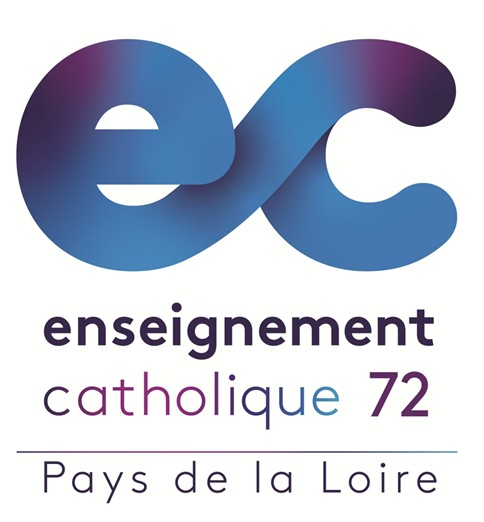 ec
enseignement
catholique 72
Pays de la Loire